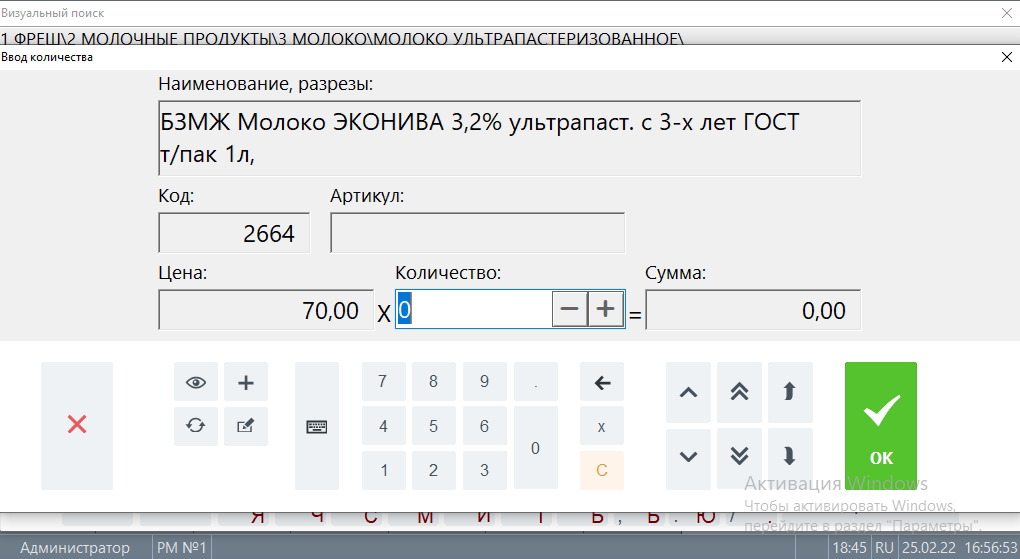 Визуальный поиск
1 ФРЕШ\2 МОЛОЧНЫЕ ПРОДУКТЫ\3 МОЛОКО\МОЛОКО УЛЬТРАПАСТЕРИЗОВАННОЕ\
Ввод количества
Наименование, разрезы:
БЗМЖ Молоко ЭКОНИВА 3,2% ультрапаст. с 3-х лет ГОСТ
т/пак 1л,
Код: Артикул:
2664
Цена: Количество: Сумма:
70,00 X 0 = 0,00
7 8 9 . x
4 5 6
1 2 3 0 C
OK
Активация Windows
Чтобы активировать Windows,
перейдите в раздел "Параметры".
Я Ч С М И Т Ь , Б . Ю / .
Администратор РМ №1 18:45 RU 25.02.22 16:56:53